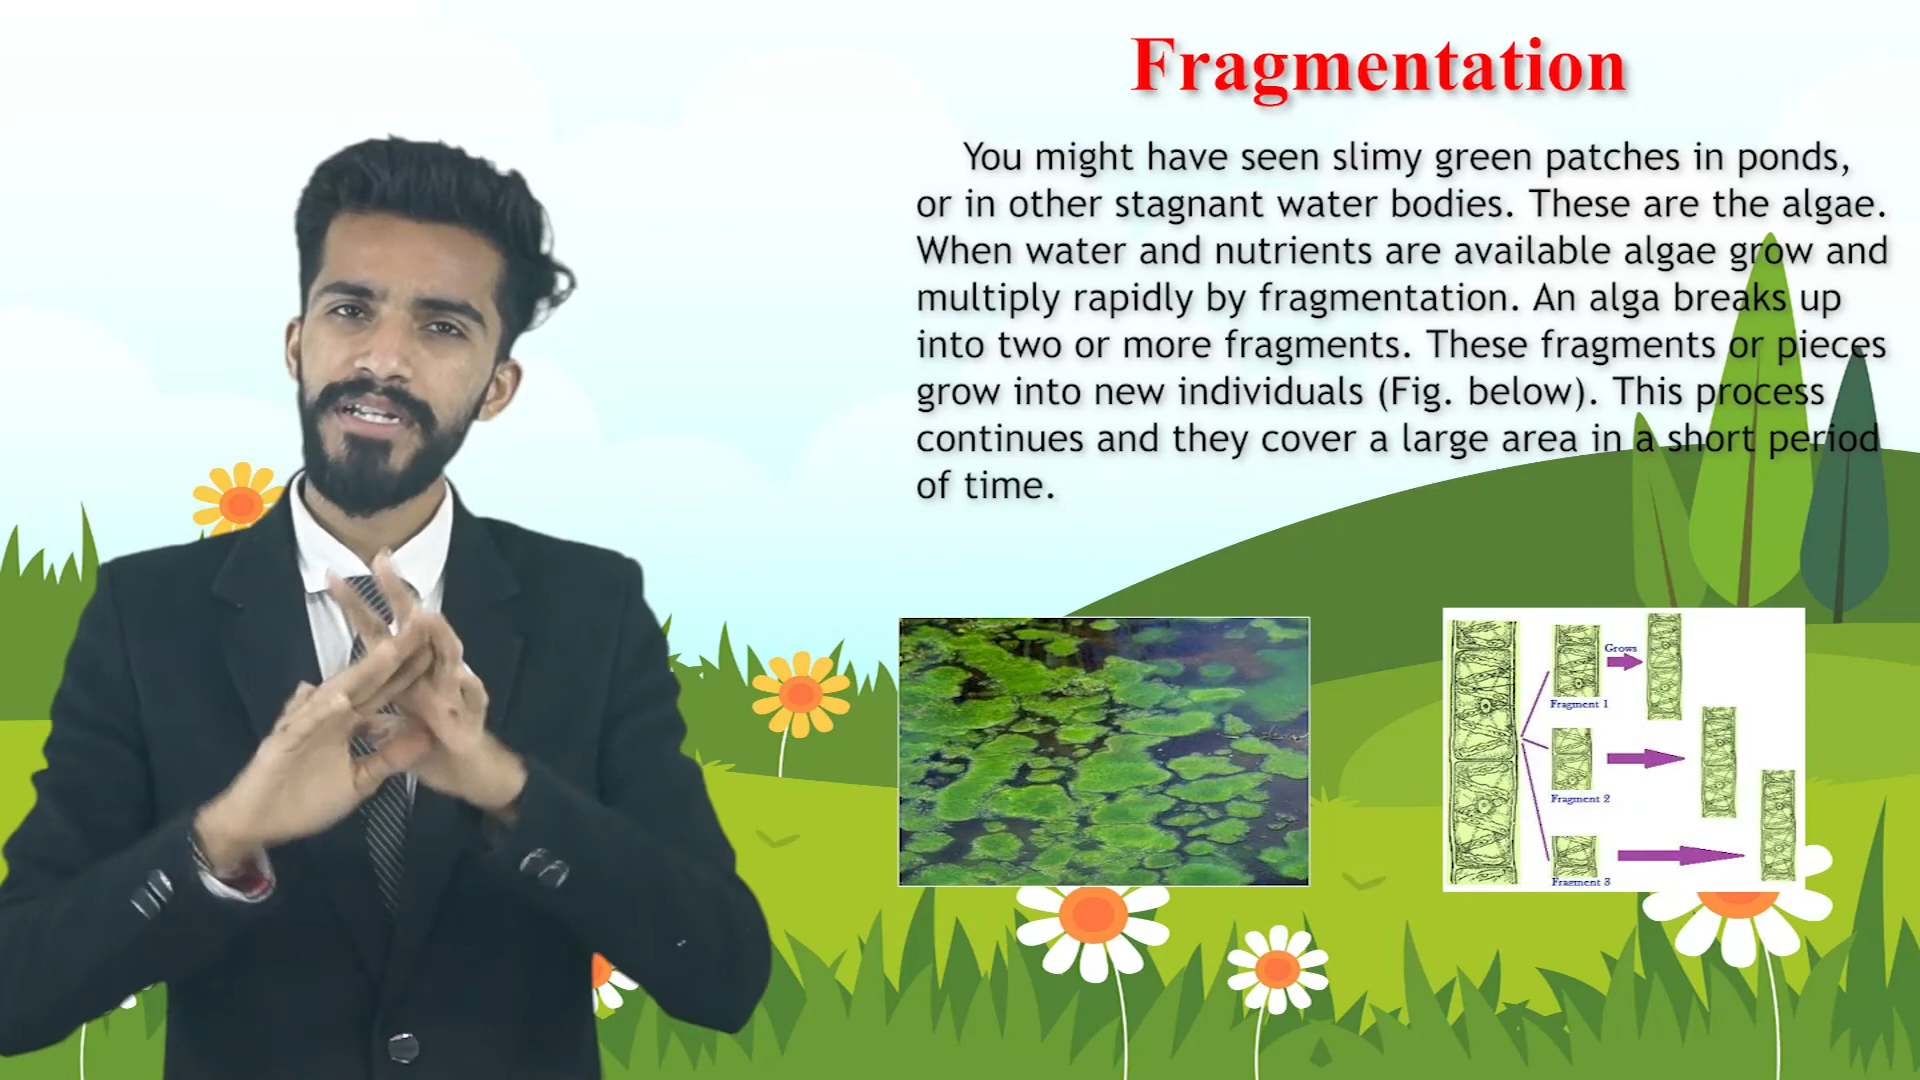 Fragmentation
You might have seen slimy green patches in ponds,
or in other stagnant water bodies. These are the algae.
When water and nutrients are available algae grow and
multiply rapidly by fragmentation. An alga breaks up
into two or more fragments. These fragments or pieces
grow into new individuals (Fig. below). This process
continues and they cover a large area in a short period
of time.
Grows
Fragment 1
Fragment 2
Fragment 3